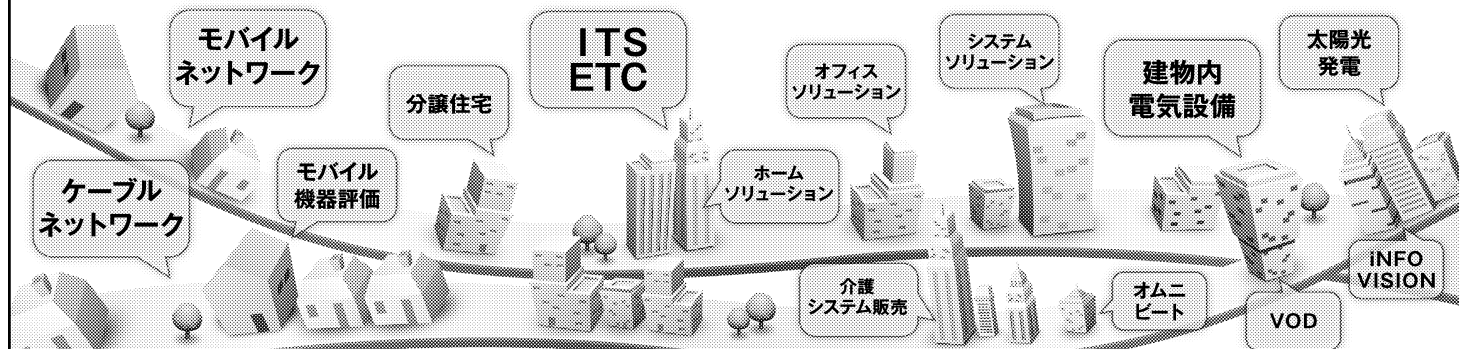 モバイル
ネットワーク
ITS
ETC
システム
ソリューション
太陽光
発電
オフィス
ソリューション
建物内
電気設備
分譲住宅
ケーブル
ネットワーク
モバイル
機器評価
ホーム
ソリューション
iNFO
VISION
介護
システム販売
オムニ
ビート
VOD